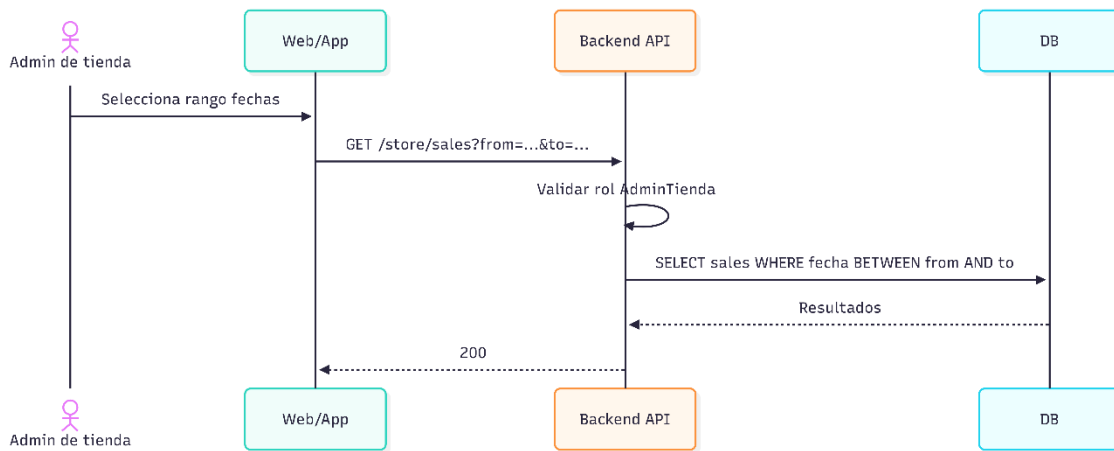 Admin de tienda
Web/App
Backend API
DB
Selecciona rango fechas
GET /store/sales?from=...&to=...
Validar rol AdminTienda
SELECT sales WHERE fecha BETWEEN from AND to
Resultados
200
Admin de tienda
Web/App
Backend API
DB